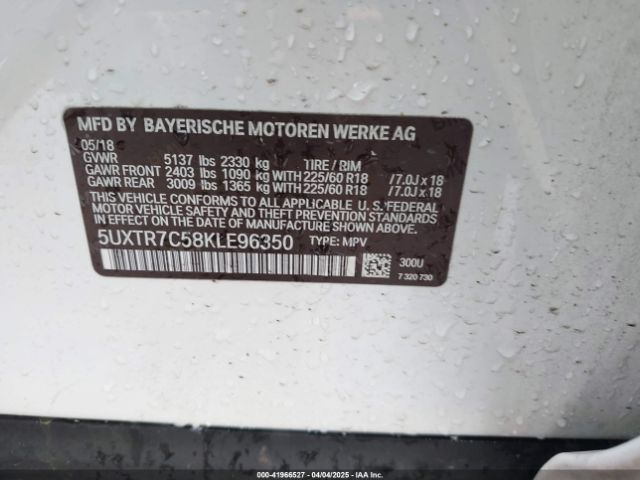 MFD BY BAYERISCHE MOTOREN WERKE AG
05/18
GVWR 5137 lbs 2330 kg TIRE / RIM
GAWR FRONT 2403 lbs 1090 kg WITH 225/60 R18 /7.0J x 18
GAWR REAR 3009 lbs 1365 kg WITH 225/60 R18 /7.0J x 18
THIS VEHICLE CONFORMS TO ALL APPLICABLE U.S. FEDERAL
MOTOR VEHICLE SAFETY, BUMPER, AND THEFT PREVENTION
STANDARDS IN EFFECT ON THE DATE OF MANUFACTURE SHOWN ABOVE.
5UXTR7C58KLE96350 TYPE: MPV
300U
7 320 730
000-41966527 - 04/04/2025 - IAA Inc.